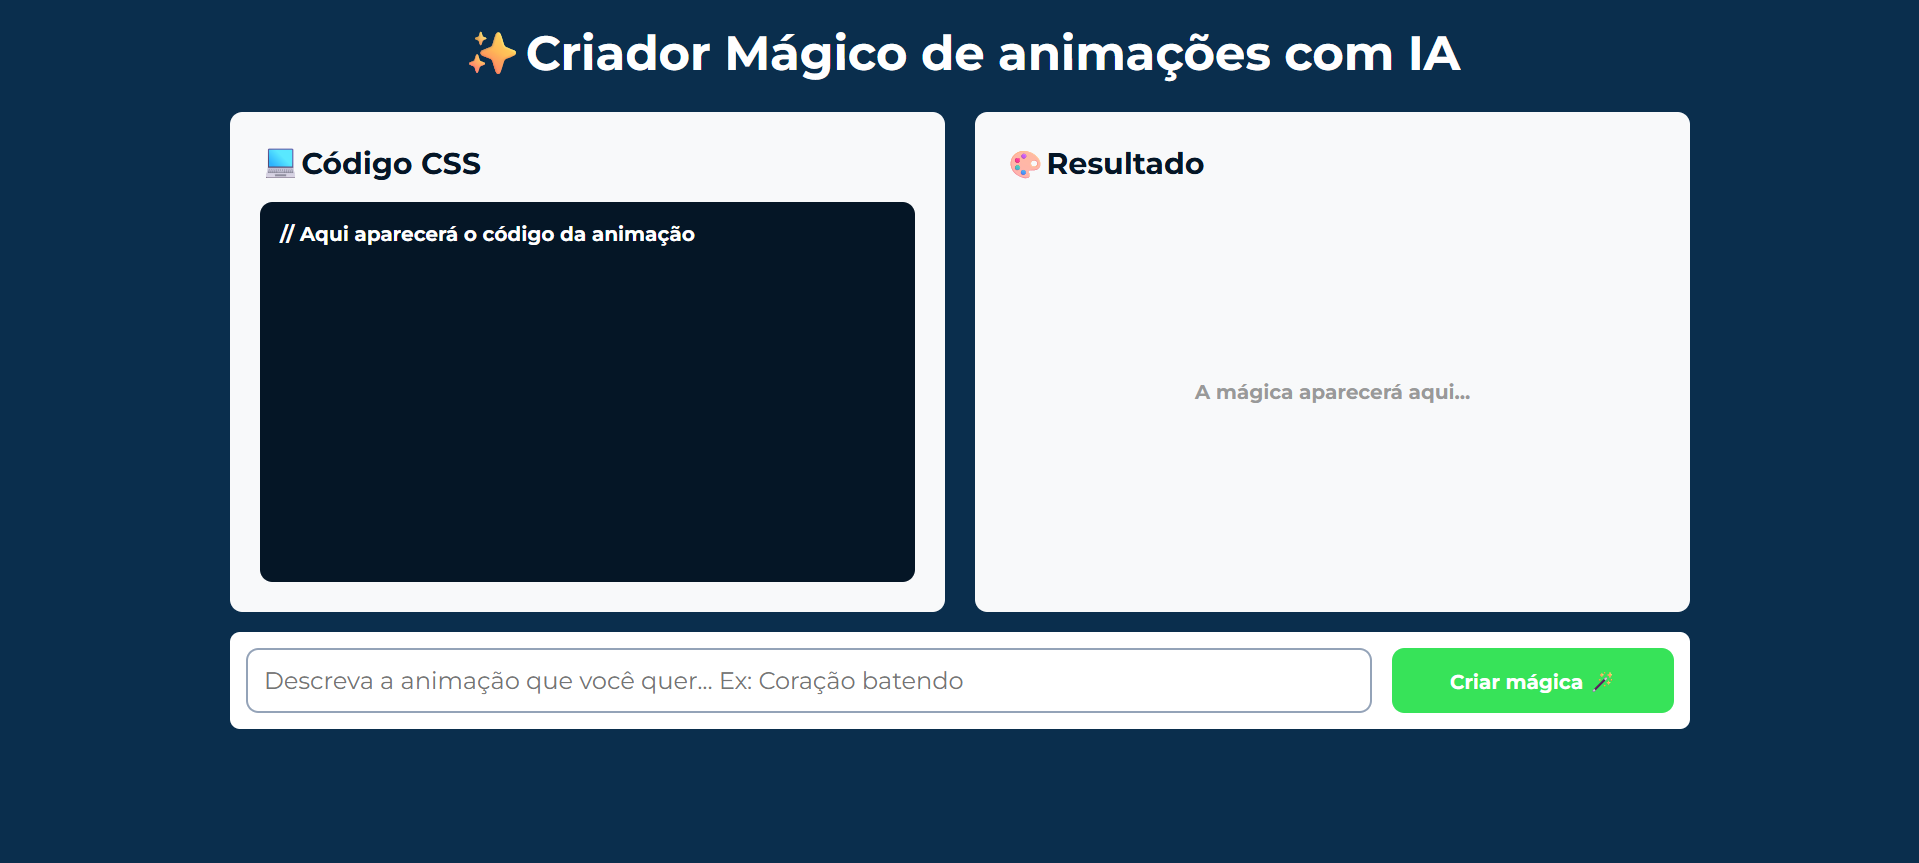 ✨Criador Mágico de animações com IA
💻Código CSS
// Aqui aparecerá o código da animação
🎨Resultado
A mágica aparecerá aqui...
Descreva a animação que você quer... Ex: Coração batendo
Criar mágica 🪄